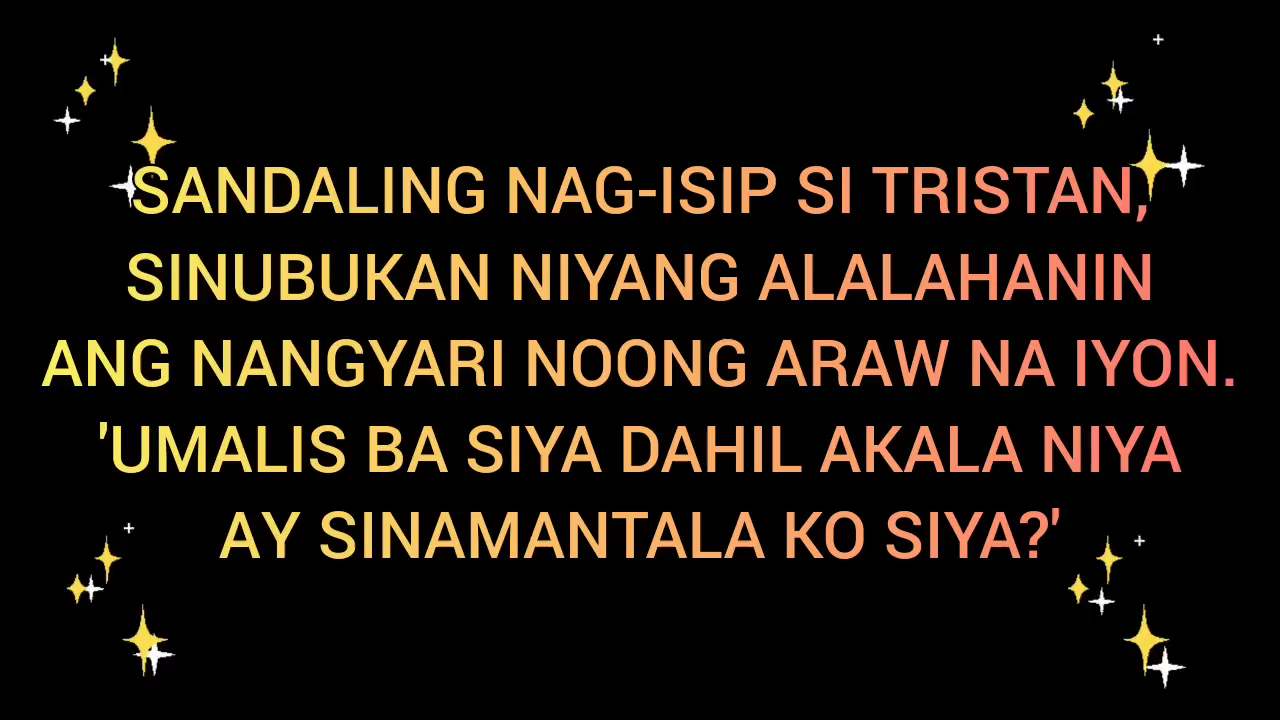 SANDALING NAG-ISIP SI TRISTAN,
SINUBUKAN NIYANG ALALAHANIN
ANG NANGYARI NOONG ARAW NA IYON.
'UMALIS BA SIYA DAHIL AKALA NIYA
AY SINAMANTALA KO SIYA?'